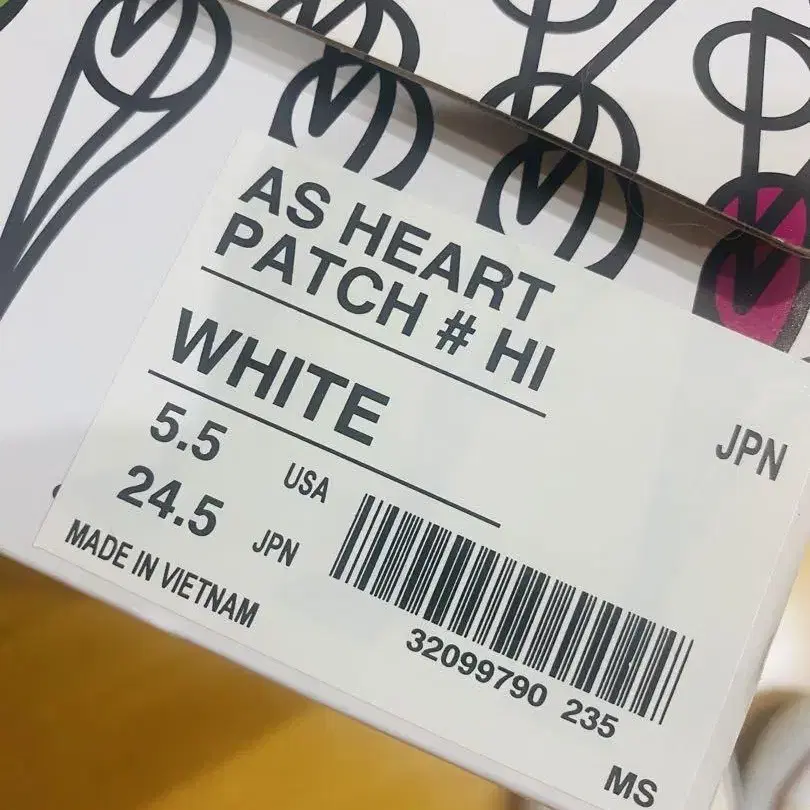 AS HEART
PATCH # HI
WHITE
JPN
5.5 USA
24.5 JPN
MADE IN VIETNAM
32099790 235
MS